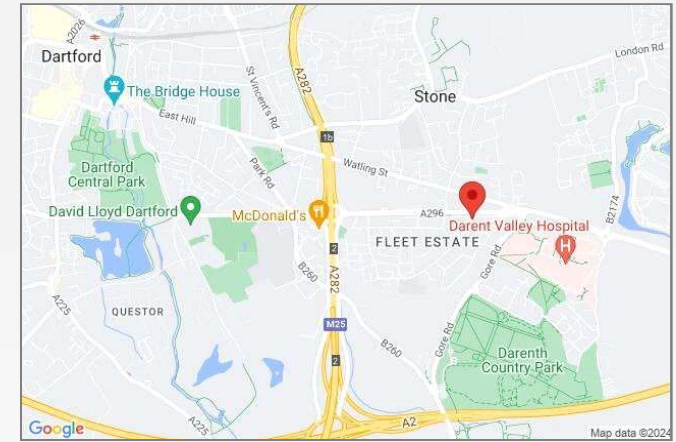 A2026
Dartford
London Rd
A282
St Vincent's Rd
The Bridge House
Stone
East Hill
1b
Watling St
Park Rd
Dartford
Central Park
B2174
David Lloyd Dartford
McDonald's
A296
Darent Valley Hospital
H
FLEET ESTATE
2
Gore Rd
B260
A282
A225
QUESTOR
M25
B260
Gore Rd
Darenth
Country Park
2
A225
A2
Google
Map data ©2024